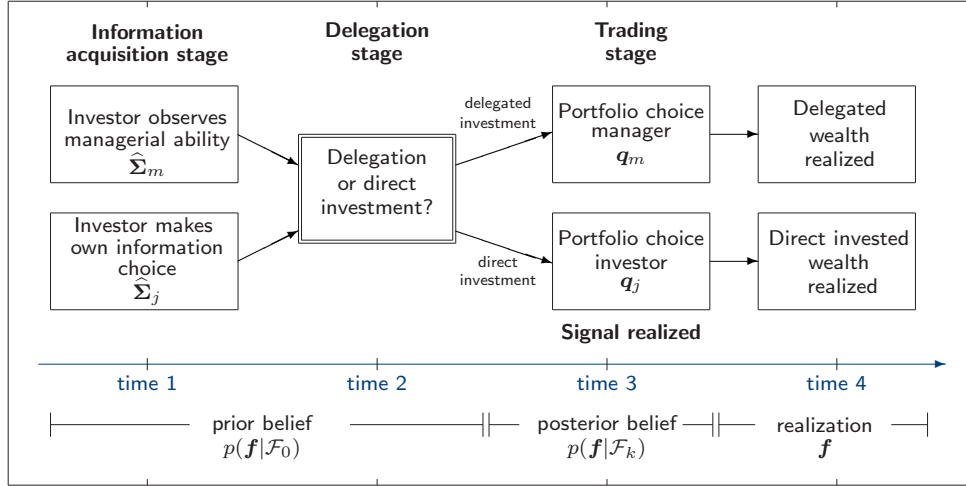 Information
acquisition stage
Delegation
stage
Trading
stage
Investor observes
managerial ability
Σ̂m
Investor makes
own information
choice
Σ̂j
Delegation
or direct
investment?
delegated
investment
direct
investment
Portfolio choice
manager
qm
Portfolio choice
investor
qj
Delegated
wealth
realized
Direct invested
wealth
realized
Signal realized
time 1
time 2
time 3
time 4
prior belief
p(f|F0)
posterior belief
p(f|Fk)
realization
f